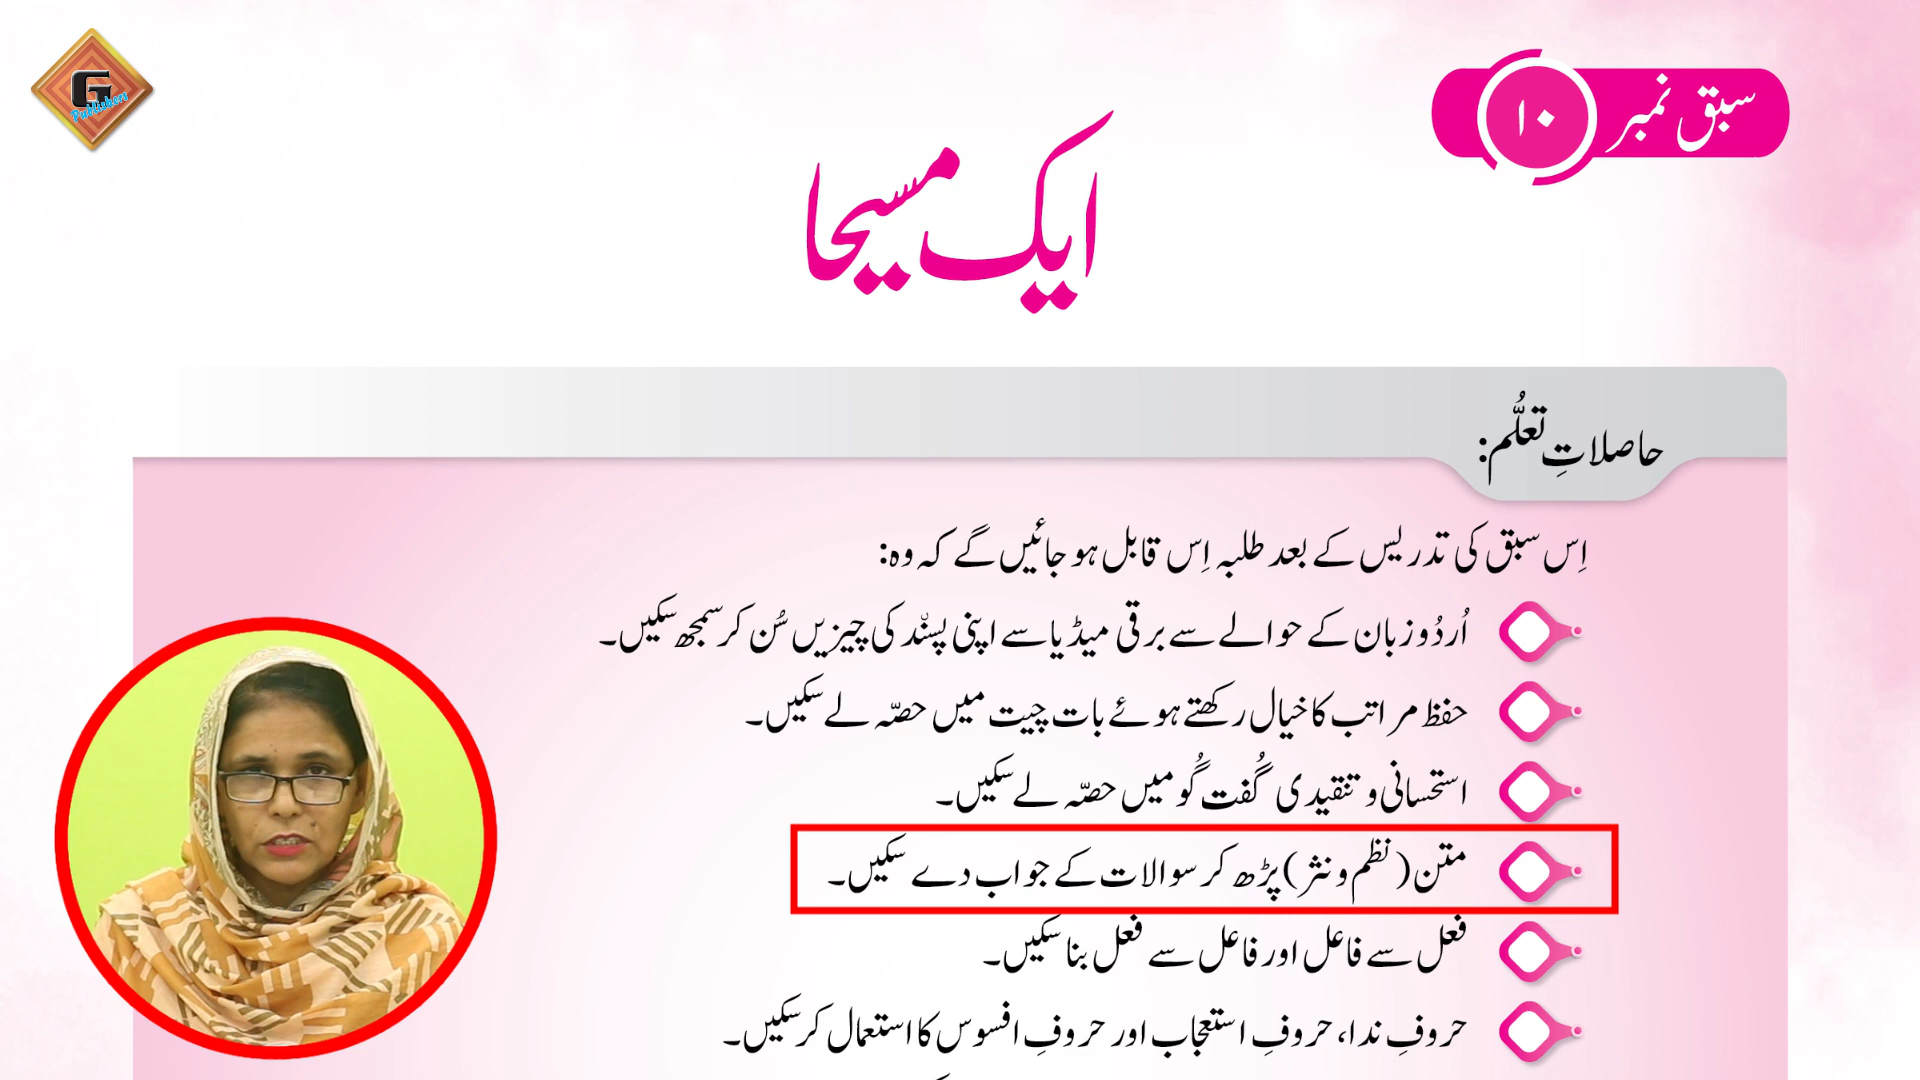 G
Publishers
سبق نمبر ۱۰
ایک مسیحا
حاصلاتِ تعلُّم:
اِس سبق کی تدریس کے بعد طلبہ اِس قابل ہو جائیں گے کہ وہ:
اُردُو زبان کے حوالے سے برقی میڈیا سے اپنی پسند کی چیزیں سُن کر سمجھ سکیں۔
حفظ مراتب کا خیال رکھتے ہوئے بات چیت میں حصّہ لے سکیں۔
استحسانی و تنقیدی گُفت گُو میں حصّہ لے سکیں۔
متن (نظم و نثر) پڑھ کر سوالات کے جواب دے سکیں۔
فعل سے فاعل اور فاعل سے فعل بنا سکیں۔
حروفِ ندا، حروفِ استعجاب اور حروفِ افسوس کا استعمال کر سکیں۔